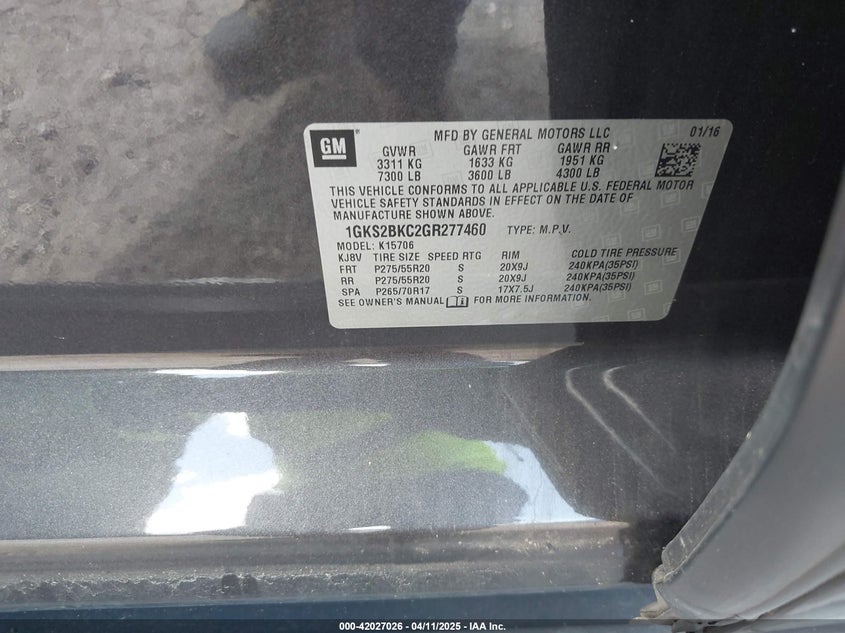 GM
MFD BY GENERAL MOTORS LLC 01/16
GVWR GAWR FRT GAWR RR
3311 KG 1633 KG 1951 KG
7300 LB 3600 LB 4300 LB
THIS VEHICLE CONFORMS TO ALL APPLICABLE U.S. FEDERAL MOTOR
VEHICLE SAFETY STANDARDS IN EFFECT ON THE DATE OF
MANUFACTURE SHOWN ABOVE.
1GKS2BKC2GR277460 TYPE: M.P.V.
MODEL: K15706
KJ8V TIRE SIZE SPEED RTG RIM COLD TIRE PRESSURE
FRT P275/55R20 S 20X9J 240KPA(35PSI)
RR P275/55R20 S 20X9J 240KPA(35PSI)
SPA P265/70R17 S 17X7.5J 240KPA(35PSI)
SEE OWNER'S MANUAL FOR MORE INFORMATION.
000-42027026 - 04/11/2025 - IAA Inc.